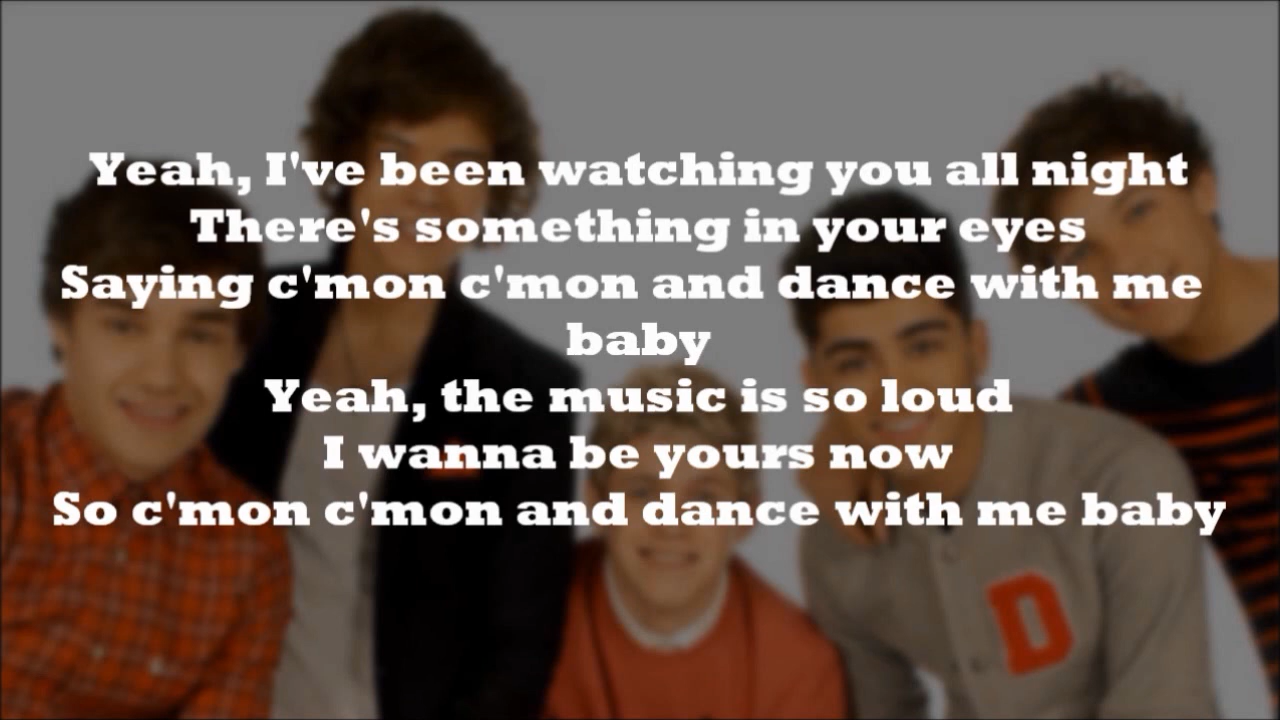 Yeah, I've been watching you all night
There's something in your eyes
Saying c'mon c'mon and dance with me
baby
Yeah, the music is so loud
I wanna be yours now
So c'mon c'mon and dance with me baby
D